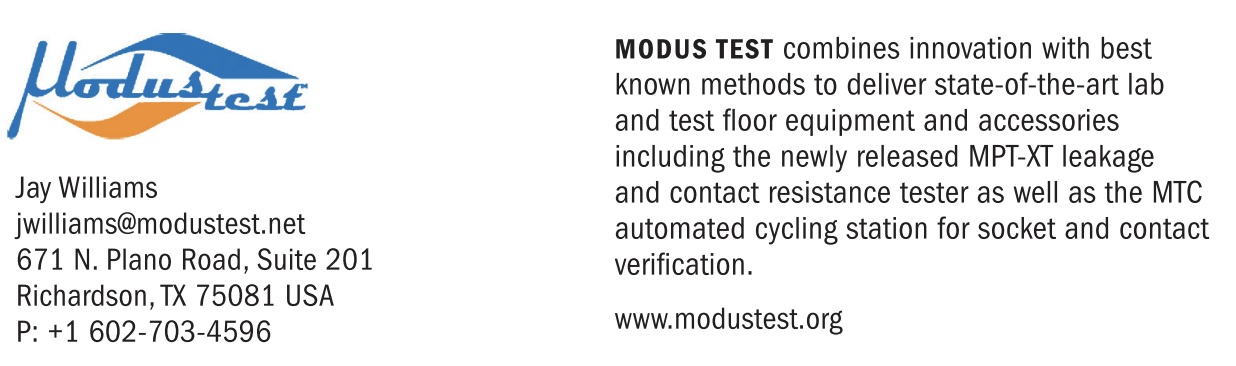 Modus test
Jay Williams
jwilliams@modustest.net
671 N. Plano Road, Suite 201
Richardson, TX 75081 USA
P: +1 602-703-4596
MODUS TEST combines innovation with best
known methods to deliver state-of-the-art lab
and test floor equipment and accessories
including the newly released MPT-XT leakage
and contact resistance tester as well as the MTC
automated cycling station for socket and contact
verification.
www.modustest.org